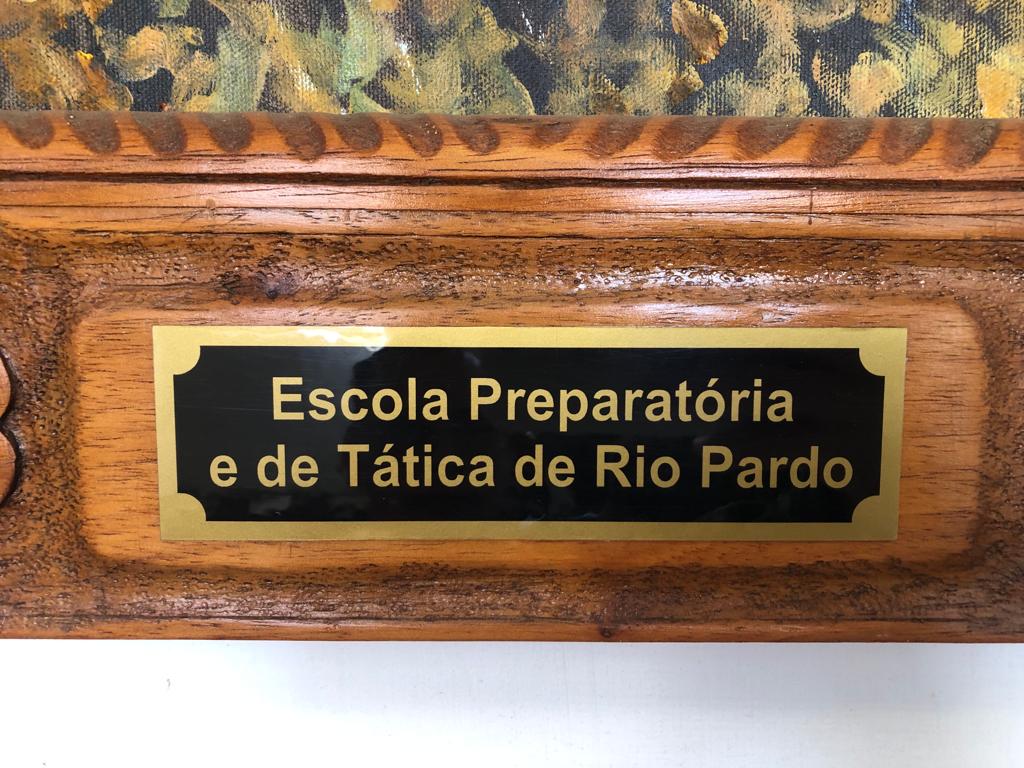 Escola Preparatória
e de Tática de Rio Pardo